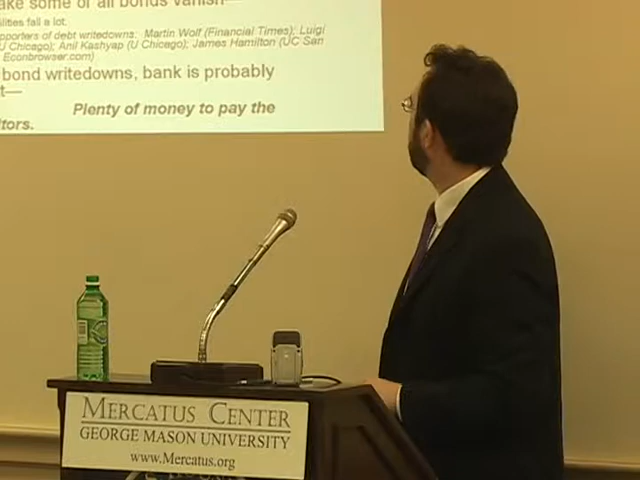 ake some or all bonds vanish
ilities fall a lot.
pporters of debt writedowns: Martin Wolf (Financial Times); Luigi
U Chicago); Anil Kashyap (U Chicago); James Hamilton (UC San
Econbrowser.com)
bond writedowns, bank is probably
t—
Plenty of money to pay the
itors.
MERCATUS CENTER
GEORGE MASON UNIVERSITY
www.Mercatus.org